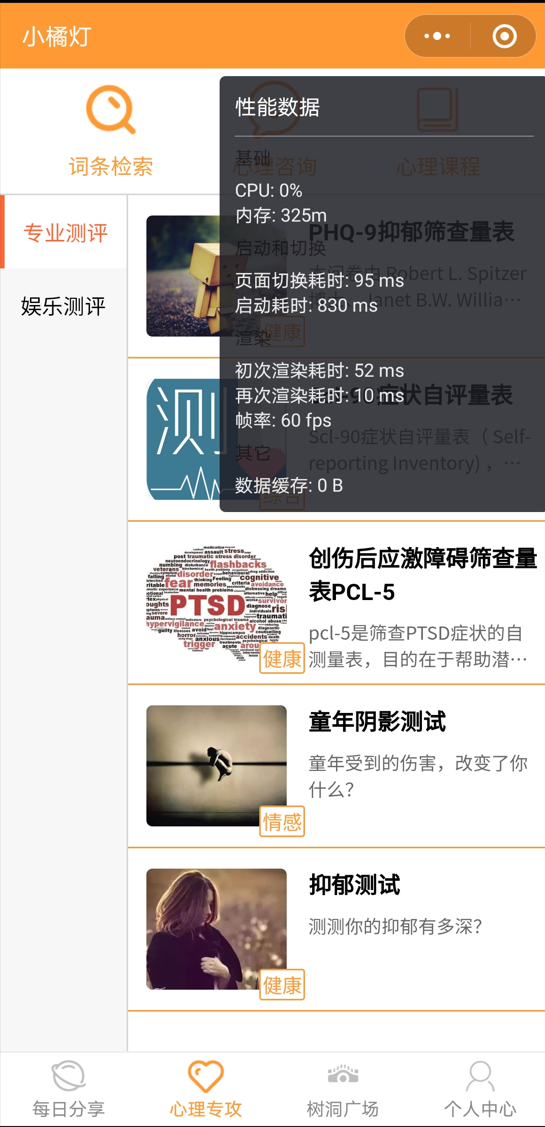 小橘灯
词条检索
心理咨询
心理课程
性能数据
基础
CPU: 0%
内存: 325m
启动和切换
页面切换耗时: 95 ms
启动耗时: 830 ms
渲染
初次渲染耗时: 52 ms
再次渲染耗时: 10 ms
帧率: 60 fps
其它
数据缓存: 0 B
专业测评
娱乐测评
PHQ-9抑郁筛查量表
Robert L. Spitzer
Janet B.W. Willia…
健康
测
症状自评量表
Scl-90症状自评量表（ Self-
reporting Inventory)，…
综合
创伤后应激障碍筛查量
表PCL-5
pcl-5是筛查PTSD症状的自
测量表，目的在于帮助潜…
PTSD
flashbacks
fear
anxiety
cognitive
disorder
memories
trigger
健康
童年阴影测试
童年受到的伤害，改变了你
什么？
情感
抑郁测试
测测你的抑郁有多深？
健康
每日分享
心理专攻
树洞广场
个人中心